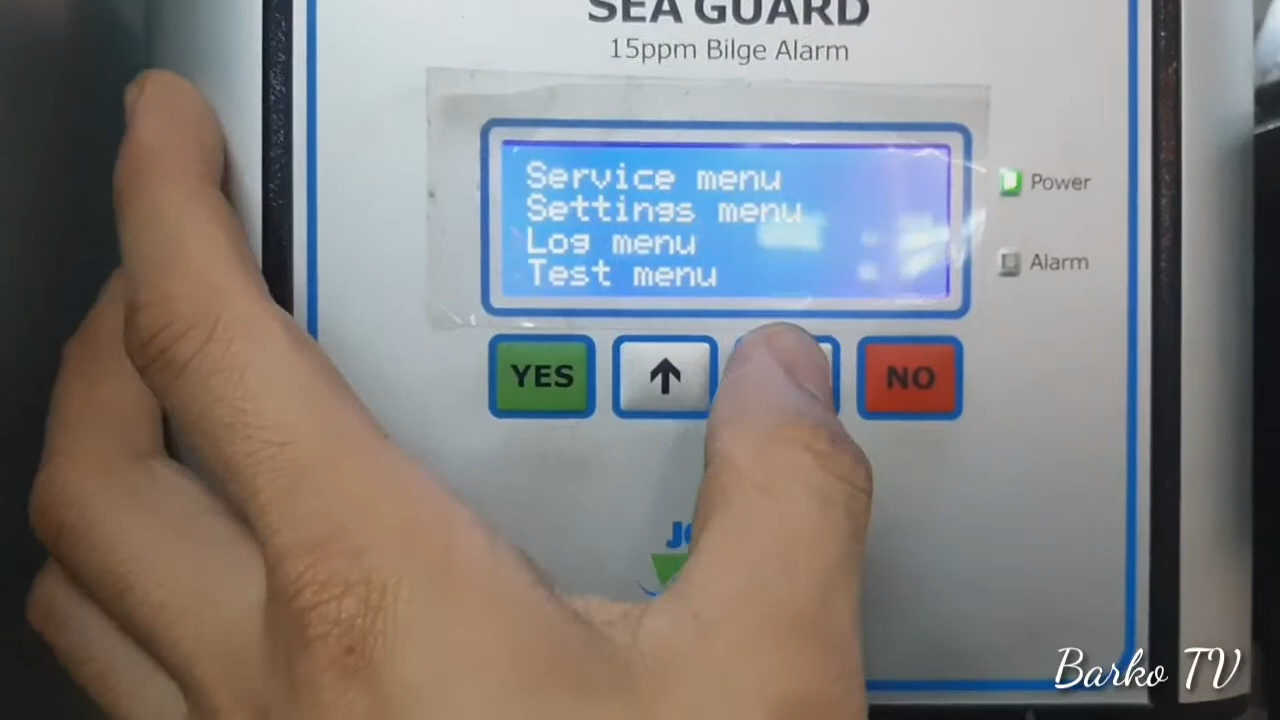 SEA GUARD
15ppm Bilge Alarm
Service menu
Settings menu
Log menu
Test menu
Power
Alarm
YES
NO
Barko TV